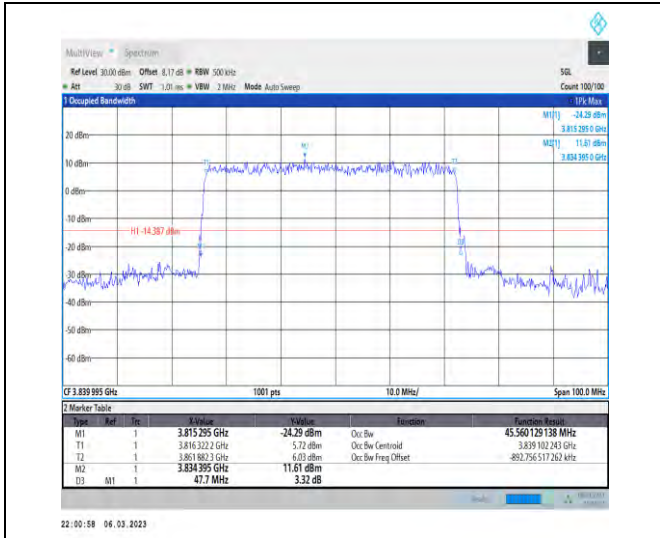 MultiView Spectrum
Ref Level 30.00 dBm Offset 8.17 dB RBW 500 kHz SGL
Att 30 dB SWT 1.01 ms VBW 2 MHz Mode Auto Sweep Count 100/100
1 Occupied Bandwidth 1Pk Max
M1[1] -24.29 dBm
3.815 295 0 GHz
M2[1] 11.61 dBm
3.834 395 0 GHz
20 dBm
10 dBm
0 dBm
-10 dBm
H1 -14.387 dBm
-20 dBm
-30 dBm
-40 dBm
-50 dBm
-60 dBm
CF 3.839 995 GHz 1001 pts 10.0 MHz/ Span 100.0 MHz
2 Marker Table
Type Ref Trc X-Value Y-Value Function Function Result
M1 1 3.815 295 GHz -24.29 dBm Occ Bw 45.560 129 138 MHz
T1 1 3.816 322 2 GHz 5.72 dBm Occ Bw Centroid 3.839 102 243 GHz
T2 1 3.861 882 3 GHz 6.03 dBm Occ Bw Freq Offset -892.756 517 262 kHz
M2 1 3.834 395 GHz 11.61 dBm
D3 M1 1 47.7 MHz 3.32 dB
22:00:58 06.03.2023